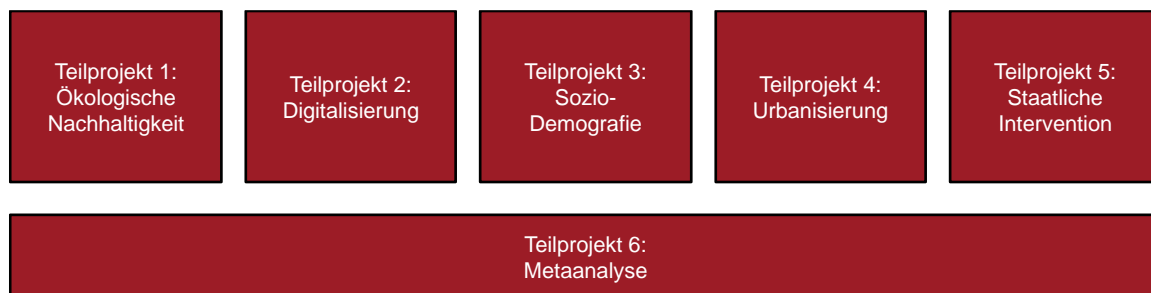 Teilprojekt 1:
Ökologische
Nachhaltigkeit
Teilprojekt 2:
Digitalisierung
Teilprojekt 3:
Sozio-
Demografie
Teilprojekt 4:
Urbanisierung
Teilprojekt 5:
Staatliche
Intervention
Teilprojekt 6:
Metaanalyse